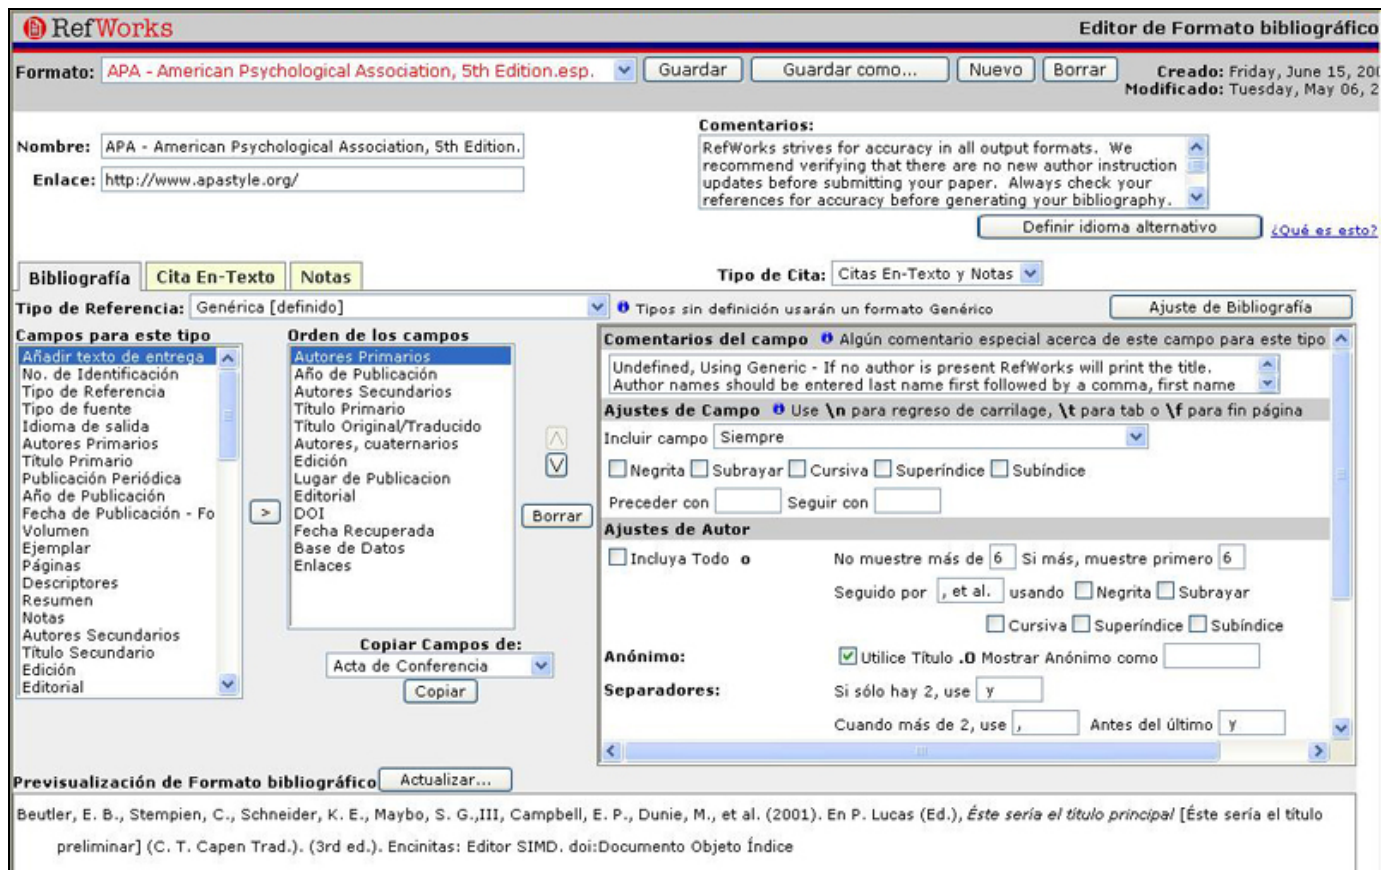 RefWorks
Editor de Formato bibliográfico
Formato: APA - American Psychological Association, 5th Edition.esp. Guardar Guardar como... Nuevo Borrar
Creado: Friday, June 15, 200
Modificado: Tuesday, May 06, 2
Nombre: APA - American Psychological Association, 5th Edition.
Enlace: http://www.apastyle.org/
Comentarios:
RefWorks strives for accuracy in all output formats. We
recommend verifying that there are no new author instruction
updates before submitting your paper. Always check your
references for accuracy before generating your bibliography.
Definir idioma alternativo ¿Qué es esto?
Bibliografía Cita En-Texto Notas
Tipo de Cita: Citas En-Texto y Notas
Tipo de Referencia: Genérica [definido] Tipos sin definición usarán un formato Genérico Ajuste de Bibliografía
Campos para este tipo
Añadir texto de entrega
No. de Identificación
Tipo de Referencia
Tipo de fuente
Idioma de salida
Autores Primarios
Título Primario
Publicación Periódica
Año de Publicación
Fecha de Publicación - Fo
Volumen
Ejemplar
Páginas
Descriptores
Resumen
Notas
Autores Secundarios
Título Secundario
Edición
Editorial
>
Orden de los campos
Autores Primarios
Año de Publicación
Autores Secundarios
Título Primario
Título Original/Traducido
Autores, cuaternarios
Edición
Lugar de Publicacion
Editorial
DOI
Fecha Recuperada
Base de Datos
Enlaces
Borrar
Copiar Campos de:
Acta de Conferencia
Copiar
Comentarios del campo Algún comentario especial acerca de este campo para este tipo
Undefined, Using Generic - If no author is present RefWorks will print the title.
Author names should be entered last name first followed by a comma, first name
Ajustes de Campo Use \n para regreso de carrilage, \t para tab o \f para fin página
Incluir campo Siempre
Negrita Subrayar Cursiva Superíndice Subíndice
Preceder con Seguir con
Ajustes de Autor
Incluya Todo o No muestre más de 6 Si más, muestre primero 6
Seguido por , et al. usando Negrita Subrayar
Cursiva Superíndice Subíndice
Anónimo: Utilice Título .O Mostrar Anónimo como
Separadores: Si sólo hay 2, use y
Cuando más de 2, use , Antes del último y
Previsualización de Formato bibliográfico Actualizar...
Beutler, E. B., Stempien, C., Schneider, K. E., Maybo, S. G.,III, Campbell, E. P., Dunie, M., et al. (2001). En P. Lucas (Ed.), Éste sería el título principal [Éste sería el título
preliminar] (C. T. Capen Trad.). (3rd ed.). Encinitas: Editor SIMD. doi:Documento Objeto Índice